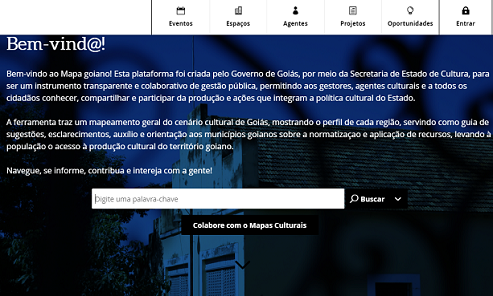 Eventos Espaços Agentes Projetos Oportunidades Entrar
Bem-vind@!
Bem-vindo ao Mapa goiano! Esta plataforma foi criada pelo Governo de Goiás, por meio da Secretaria de Estado de Cultura, para
ser um instrumento transparente e colaborativo de gestão pública, permitindo aos gestores, agentes culturais e a todos os
cidadãos conhecer, compartilhar e participar da produção e ações que integram a política cultural do Estado.
A ferramenta traz um mapeamento geral do cenário cultural de Goiás, mostrando o perfil de cada região, servindo como guia de
sugestões, esclarecimentos, auxílio e orientação aos municípios goianos sobre a normatizaçao e aplicação de recursos, levando à
população o acesso à produção cultural do território goiano.
Navegue, se informe, contribua e intereja com a gente!
Digite uma palavra-chave Buscar
Colabore com o Mapas Culturais